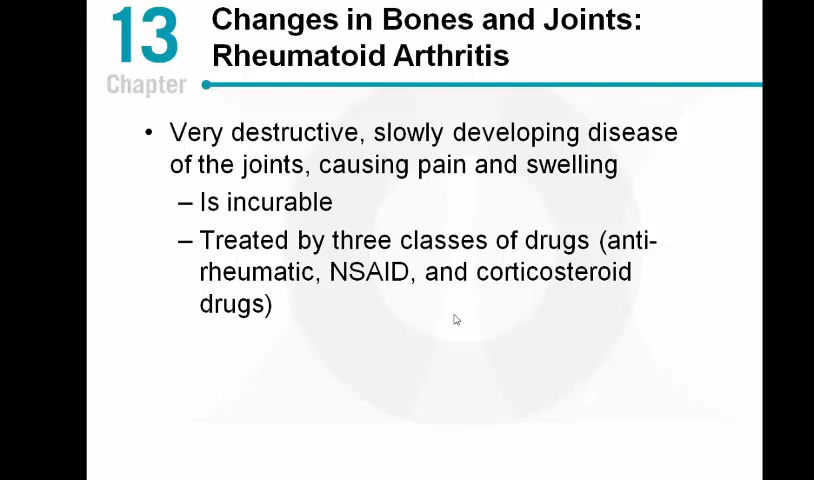 13
Chapter
Changes in Bones and Joints:
Rheumatoid Arthritis
• Very destructive, slowly developing disease
of the joints, causing pain and swelling
– Is incurable
– Treated by three classes of drugs (anti-
rheumatic, NSAID, and corticosteroid
drugs)